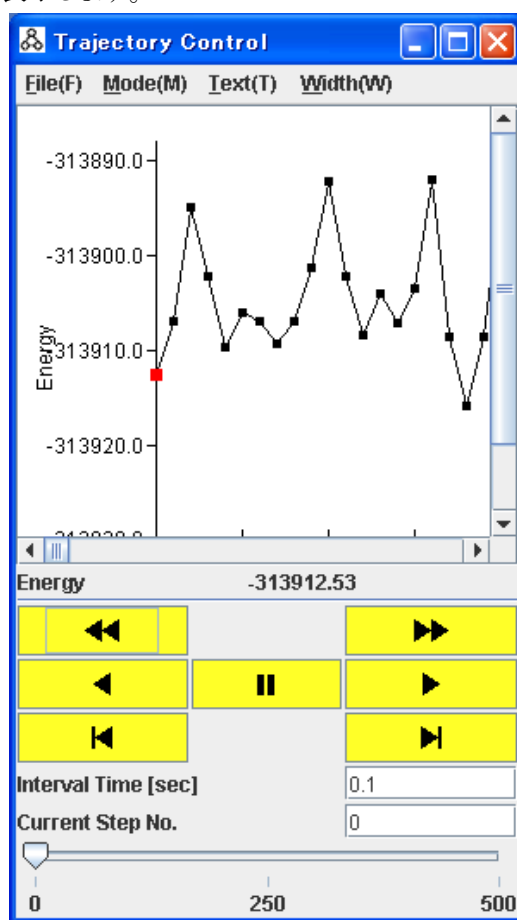 Trajectory Control
File(F) Mode(M) Text(T) Width(W)
-313890.0
-313900.0
Energy
-313910.0
-313920.0
Energy -313912.53
Interval Time [sec] 0.1
Current Step No. 0
0 250 500